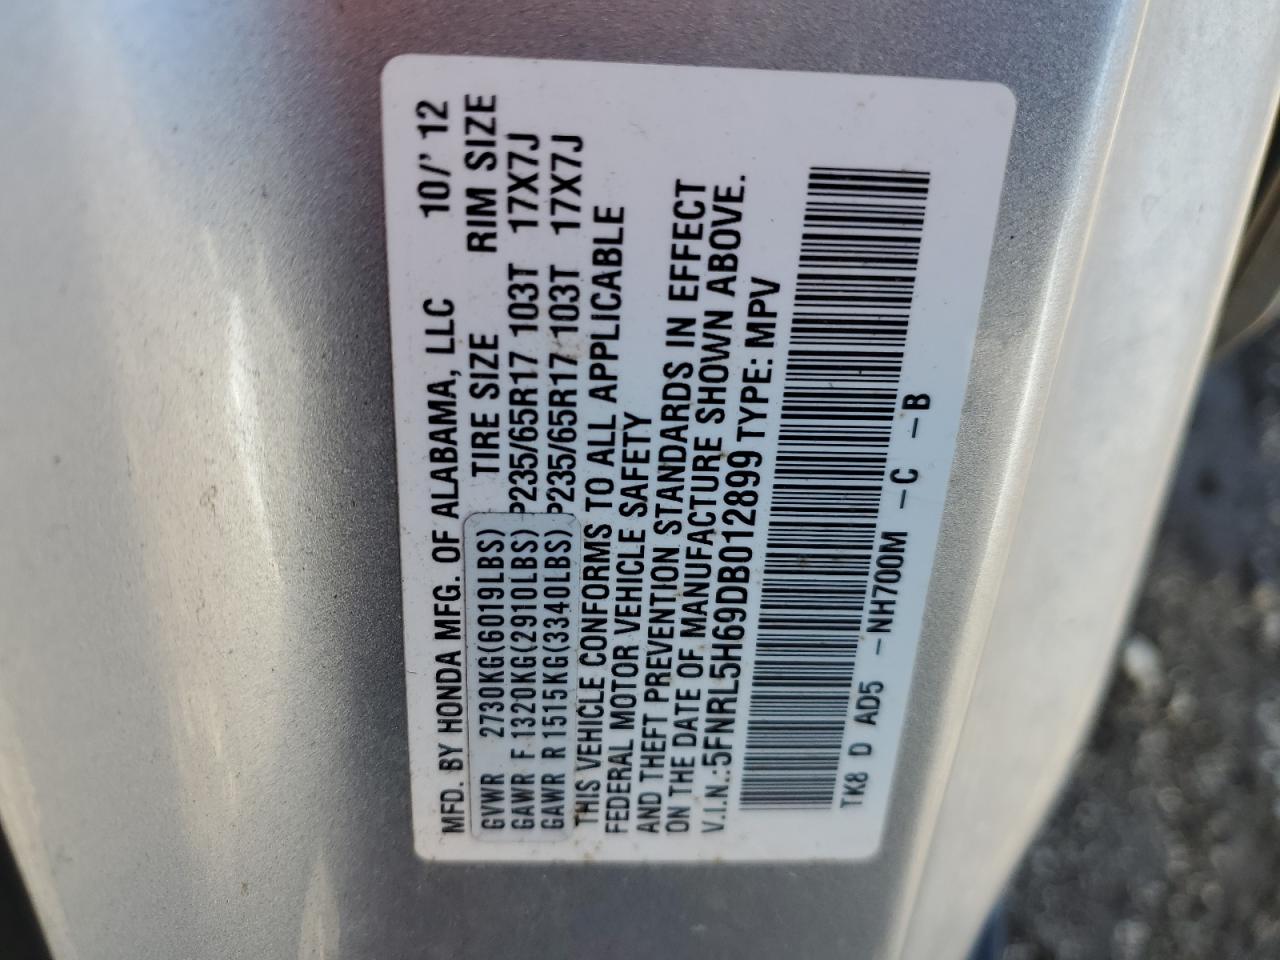 MFD. BY HONDA MFG. OF ALABAMA, LLC 10/'12
TIRE SIZE RIM SIZE
GVWR 2730KG(6019LBS)
GAWR F 1320KG(2910LBS) P235/65R17 103T 17X7J
GAWR R 1515KG(3340LBS) P235/65R17 103T 17X7J
THIS VEHICLE CONFORMS TO ALL APPLICABLE
FEDERAL MOTOR VEHICLE SAFETY
AND THEFT PREVENTION STANDARDS IN EFFECT
ON THE DATE OF MANUFACTURE SHOWN ABOVE.
V.I.N.:5FNRL5H69DB012899 TYPE: MPV
TK8 D AD5 -NH700M -C -B